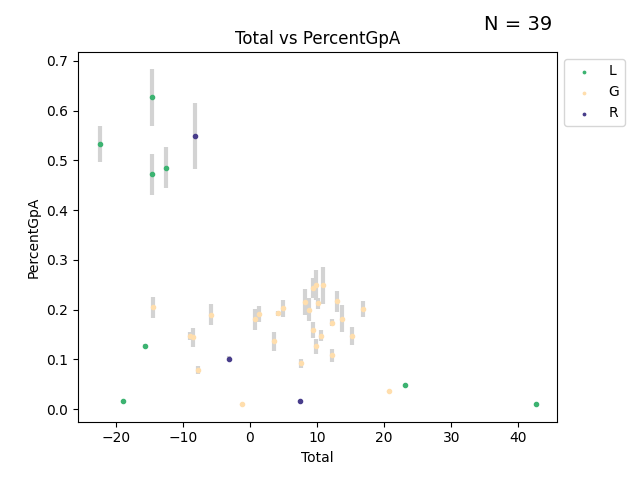 N = 39
Total vs PercentGpA
L
G
R
PercentGpA
0.7
0.6
0.5
0.4
0.3
0.2
0.1
0.0
−20 −10 0 10 20 30 40
Total